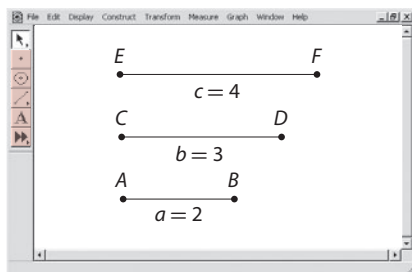 File Edit Display Construct Transform Measure Graph Window Help
E F
c = 4
C D
b = 3
A B
a = 2
A